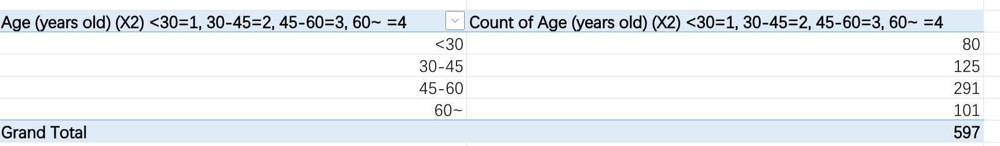 Age (years old) (X2) <30=1, 30-45=2, 45-60=3, 60~ =4 Count of Age (years old) (X2) <30=1, 30-45=2, 45-60=3, 60~ =4
<30 80
30-45 125
45-60 291
60~ 101
Grand Total 597